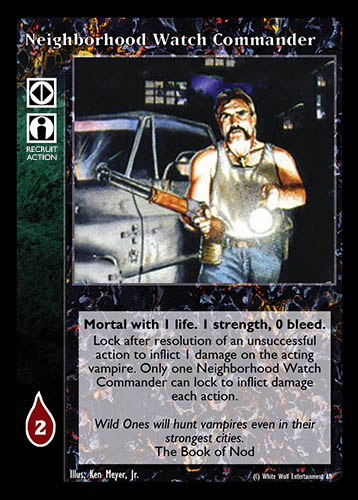 Neighborhood Watch Commander
RECRUIT
ACTION
Mortal with 1 life. 1 strength, 0 bleed.
Lock after resolution of an unsuccessful
action to inflict 1 damage on the acting
vampire. Only one Neighborhood Watch
Commander can lock to inflict damage
each action.
Wild Ones will hunt vampires even in their
strongest cities.
The Book of Nod
2
Illus: Ken Meyer, Jr.
(C) White Wolf Entertainment AB